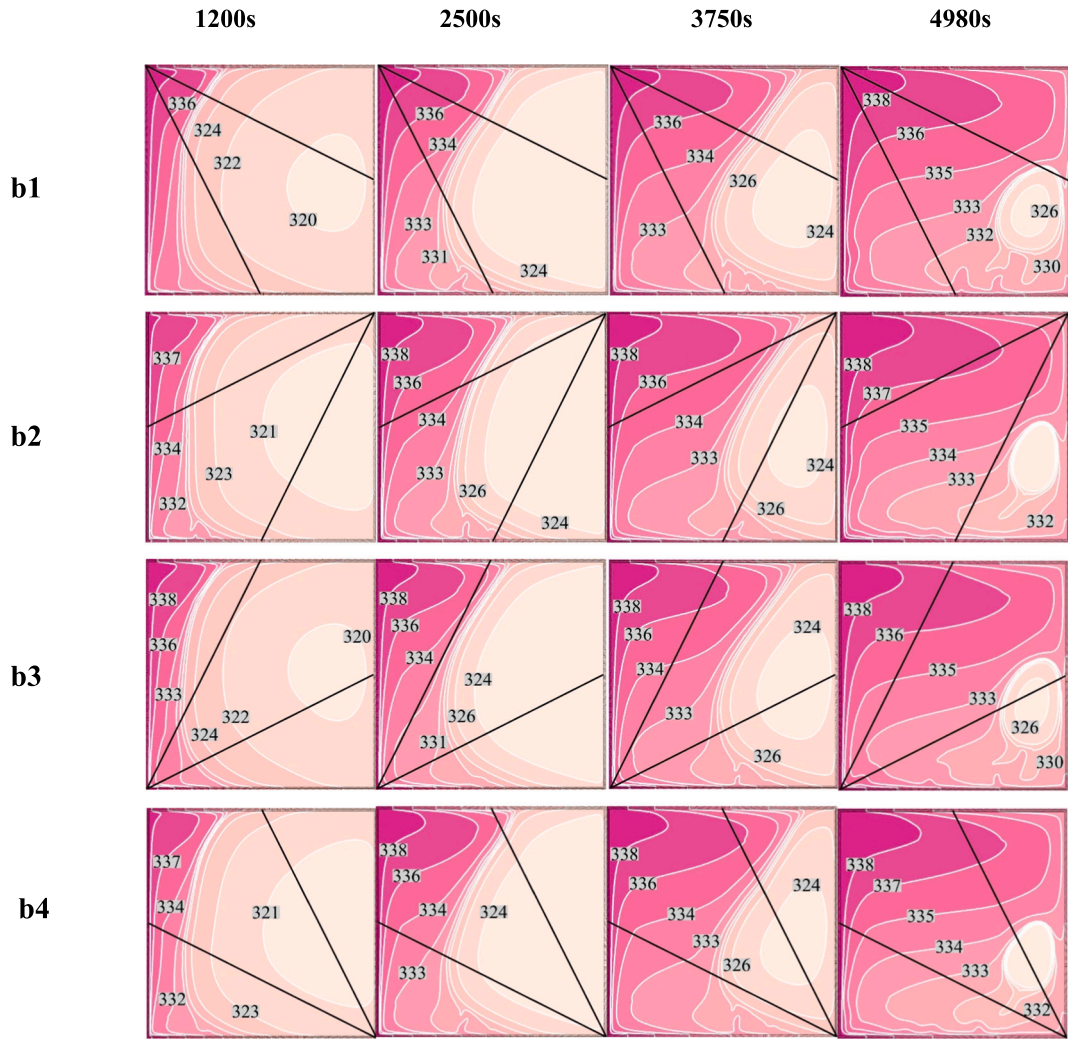 1200s 2500s 3750s 4980s
336 324 322 320
336 334 333 331 324
336 334 326 333 324
338 336 335 333 326 332 330
b1
337 334 321 323 332
338 336 334 333 326 324
338 336 334 333 324 326
338 337 335 334 333 332
b2
338 336 320 333 322 324
338 336 334 324 326 331
338 324 336 334 333 326
338 336 335 333 326 330
b3
337 334 321 332 323
338 336 334 324 333
338 336 324 334 333 326
338 337 335 334 333 332
b4